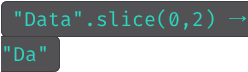 "Data".slice(0,2) →
"Da"